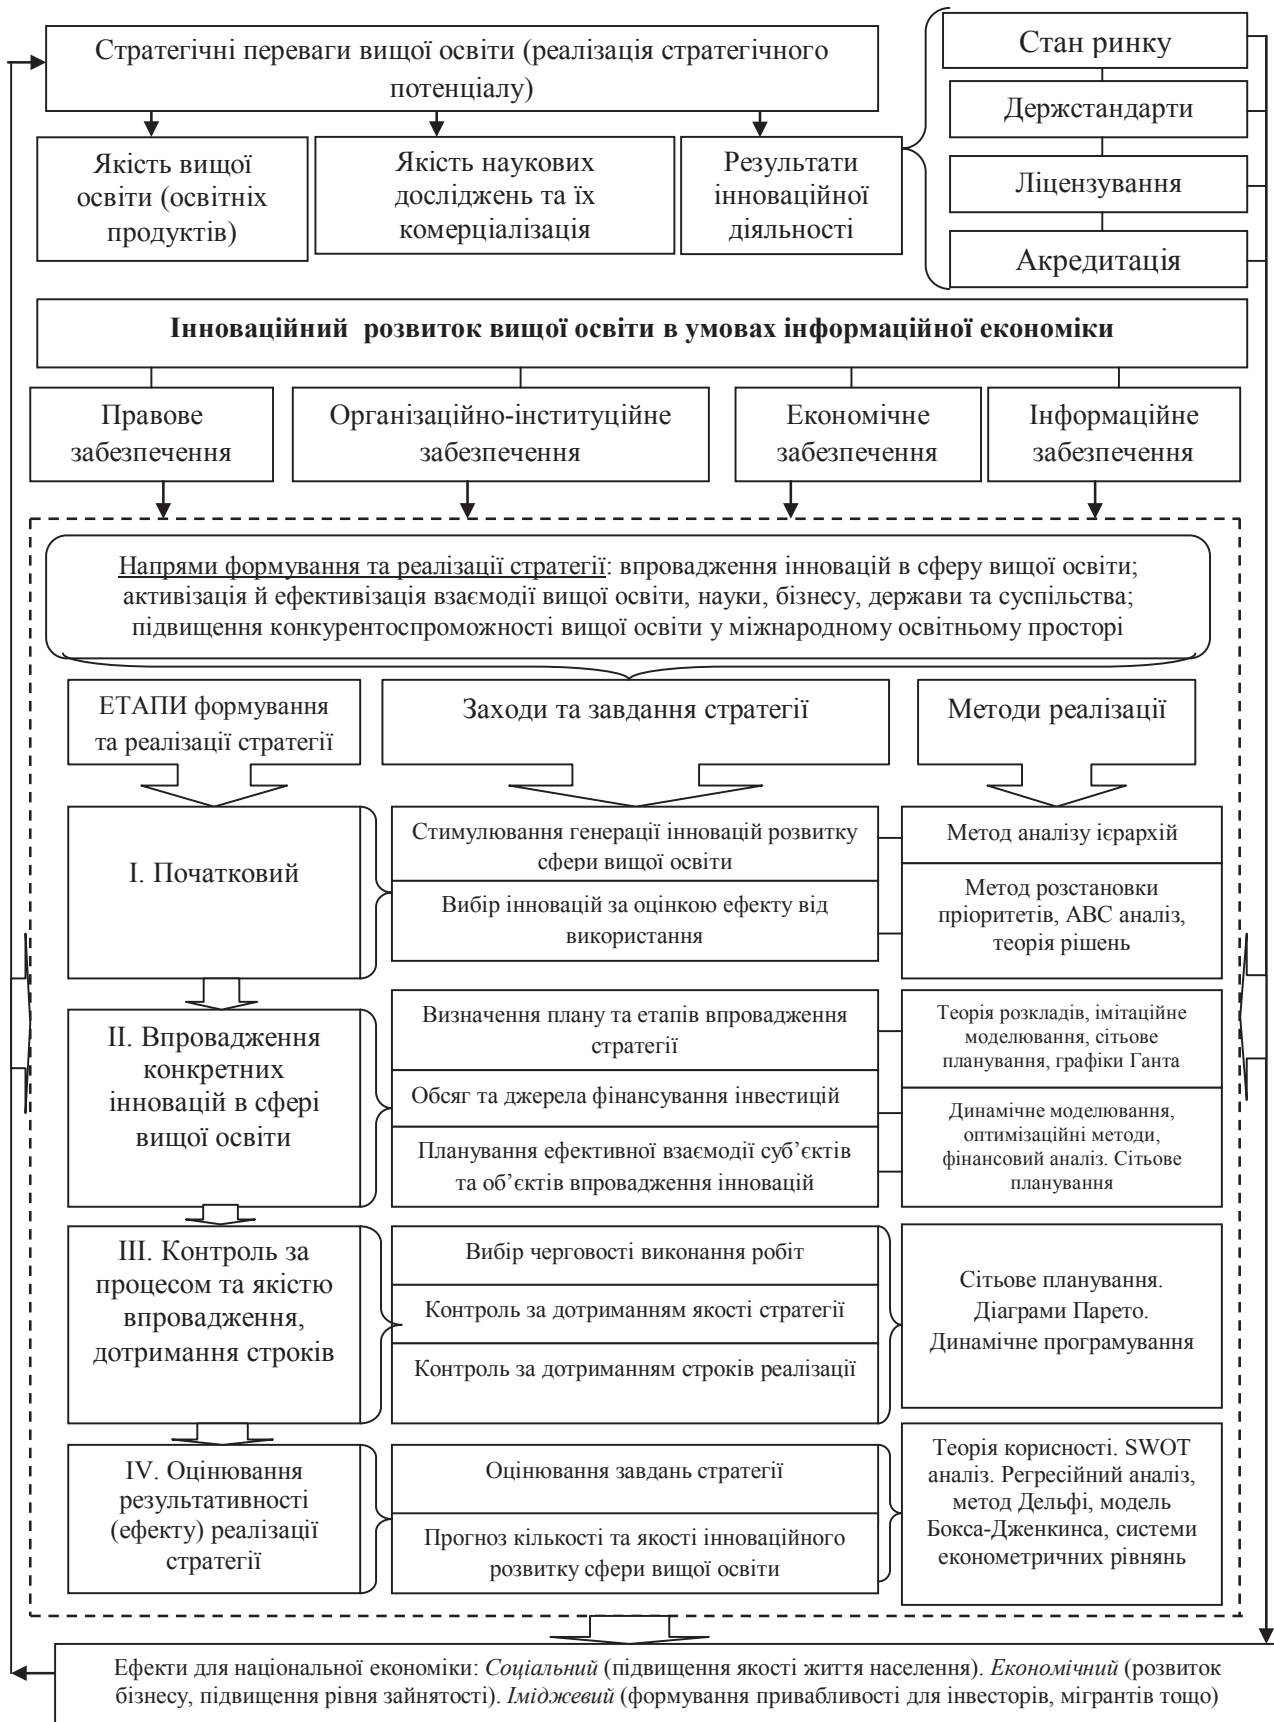 Стратегічні переваги вищої освіти (реалізація стратегічного
потенціалу)
Стан ринку
Держстандарти
Ліцензування
Акредитація
Якість вищої
освіти (освітніх
продуктів)
Якість наукових
досліджень та їх
комерціалізація
Результати
інноваційної
діяльності
Інноваційний розвиток вищої освіти в умовах інформаційної економіки
Правове
забезпечення
Організаційно-інституційне
забезпечення
Економічне
забезпечення
Інформаційне
забезпечення
Напрями формування та реалізації стратегії: впровадження інновацій в сферу вищої освіти;
активізація й ефективізація взаємодії вищої освіти, науки, бізнесу, держави та суспільства;
підвищення конкурентоспроможності вищої освіти у міжнародному освітньому просторі
ЕТАПИ формування
та реалізації стратегії
Заходи та завдання стратегії
Методи реалізації
І. Початковий
Стимулювання генерації інновацій розвитку
сфери вищої освіти
Вибір інновацій за оцінкою ефекту від
використання
Метод аналізу ієрархій
Метод розстановки
пріоритетів, АВС аналіз,
теорія рішень
ІІ. Впровадження
конкретних
інновацій в сфері
вищої освіти
Визначення плану та етапів впровадження
стратегії
Обсяг та джерела фінансування інвестицій
Планування ефективної взаємодії суб’єктів
та об’єктів впровадження інновацій
Теорія розкладів, імітаційне
моделювання, сітьове
планування, графіки Ганта
Динамічне моделювання,
оптимізаційні методи,
фінансовий аналіз. Сітьове
планування
ІІІ. Контроль за
процесом та якістю
впровадження,
дотримання строків
Вибір черговості виконання робіт
Контроль за дотриманням якості стратегії
Контроль за дотриманням строків реалізації
Сітьове планування.
Діаграми Парето.
Динамічне програмування
IV. Оцінювання
результативності
(ефекту) реалізації
стратегії
Оцінювання завдань стратегії
Прогноз кількості та якості інноваційного
розвитку сфери вищої освіти
Теорія корисності. SWOT
аналіз. Регресійний аналіз,
метод Дельфі, модель
Бокса-Дженкинса, системи
економетричних рівнянь
Ефекти для національної економіки: Соціальний (підвищення якості життя населення). Економічний (розвиток
бізнесу, підвищення рівня зайнятості). Іміджевий (формування привабливості для інвесторів, мігрантів тощо)